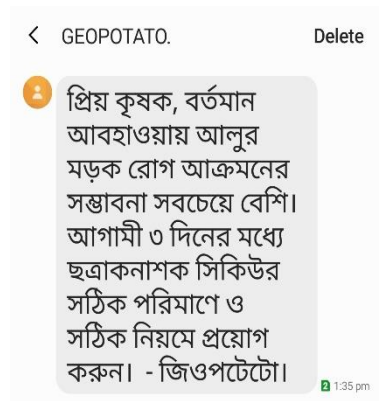 GEOPOTATO. Delete
প্রিয় কৃষক, বর্তমান
আবহাওয়ায় আলুর
মড়ক রোগ আক্রমনের
সম্ভাবনা সবচেয়ে বেশি।
আগামী ৩ দিনের মধ্যে
ছত্রাকনাশক সিকিউর
সঠিক পরিমাণে ও
সঠিক নিয়মে প্রয়োগ
করুন। - জিওপটেটো।
2 1:35 pm